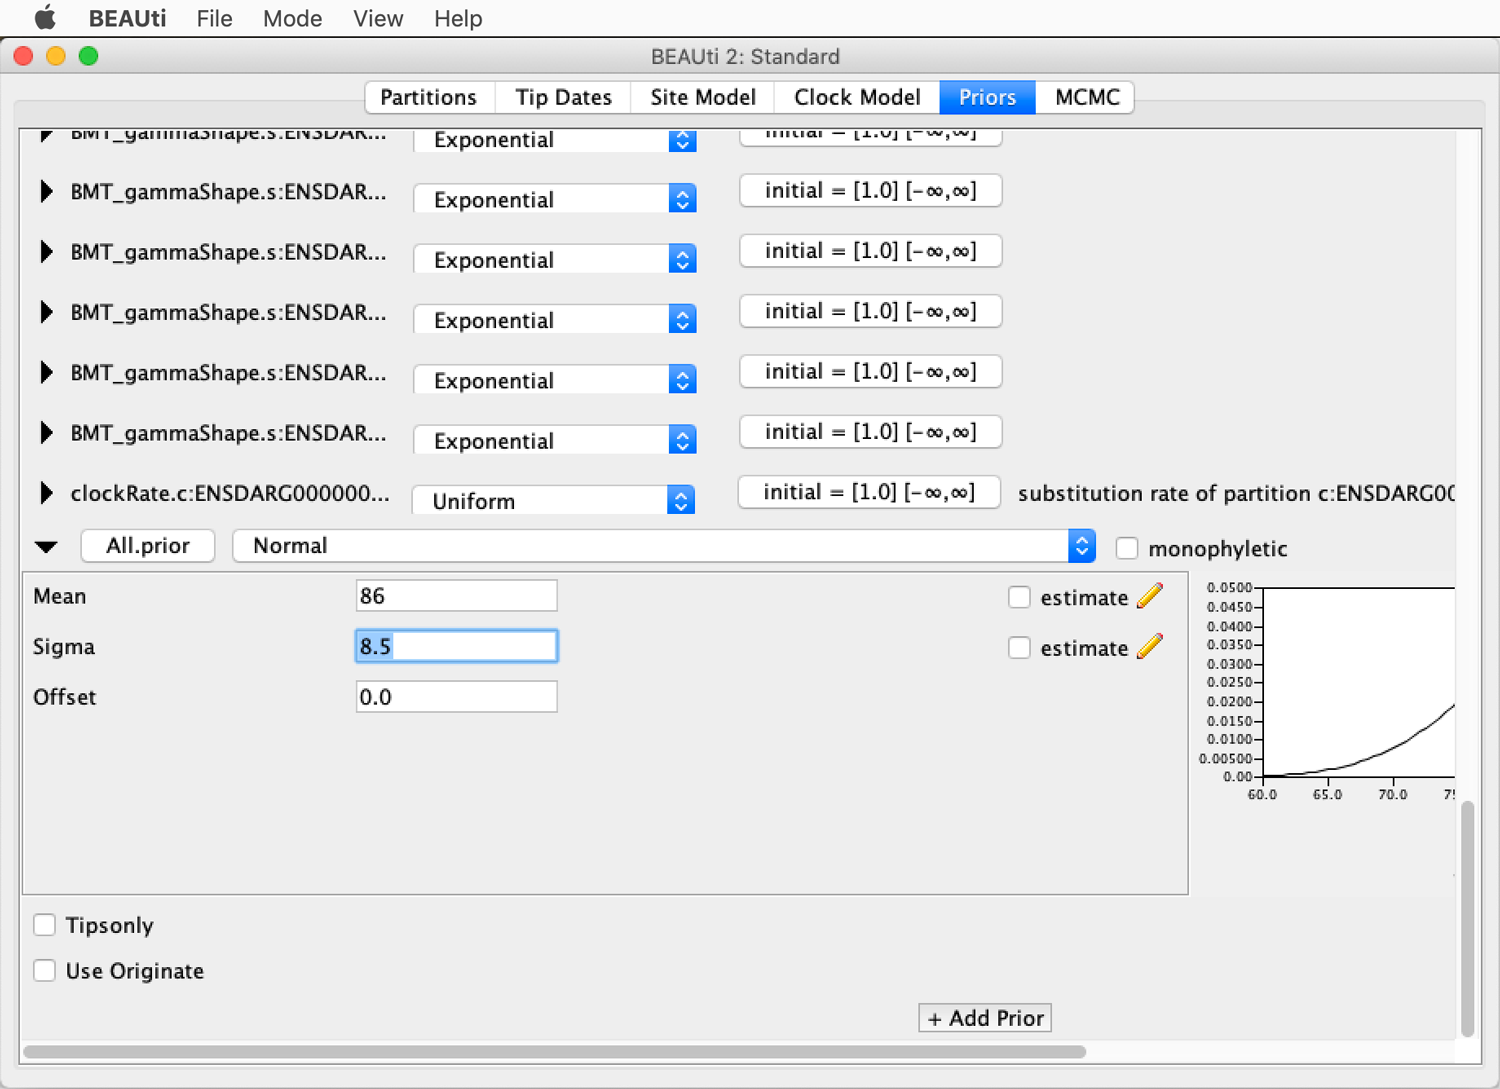 BEAUti File Mode View Help
BEAUti 2: Standard
Partitions Tip Dates Site Model Clock Model Priors MCMC
BMT_gammaShape.s:ENSDAR... Exponential initial = [1.0] [-∞,∞]
BMT_gammaShape.s:ENSDAR... Exponential initial = [1.0] [-∞,∞]
BMT_gammaShape.s:ENSDAR... Exponential initial = [1.0] [-∞,∞]
BMT_gammaShape.s:ENSDAR... Exponential initial = [1.0] [-∞,∞]
BMT_gammaShape.s:ENSDAR... Exponential initial = [1.0] [-∞,∞]
BMT_gammaShape.s:ENSDAR... Exponential initial = [1.0] [-∞,∞]
clockRate.c:ENSDARG000000... Uniform initial = [1.0] [-∞,∞] substitution rate of partition c:ENSDARG00
All.prior Normal monophyletic
Mean 86 estimate
Sigma 8.5 estimate
Offset 0.0
0.0500
0.0450
0.0400
0.0350
0.0300
0.0250
0.0200
0.0150
0.0100
0.00500
0.00
60.0 65.0 70.0
Tipsonly
Use Originate
+ Add Prior